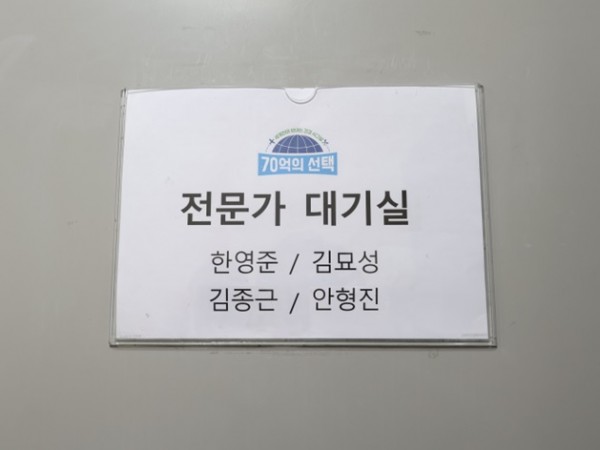 70억의 선택
전문가 대기실
한영준 / 김묘성
김종근 / 안형진